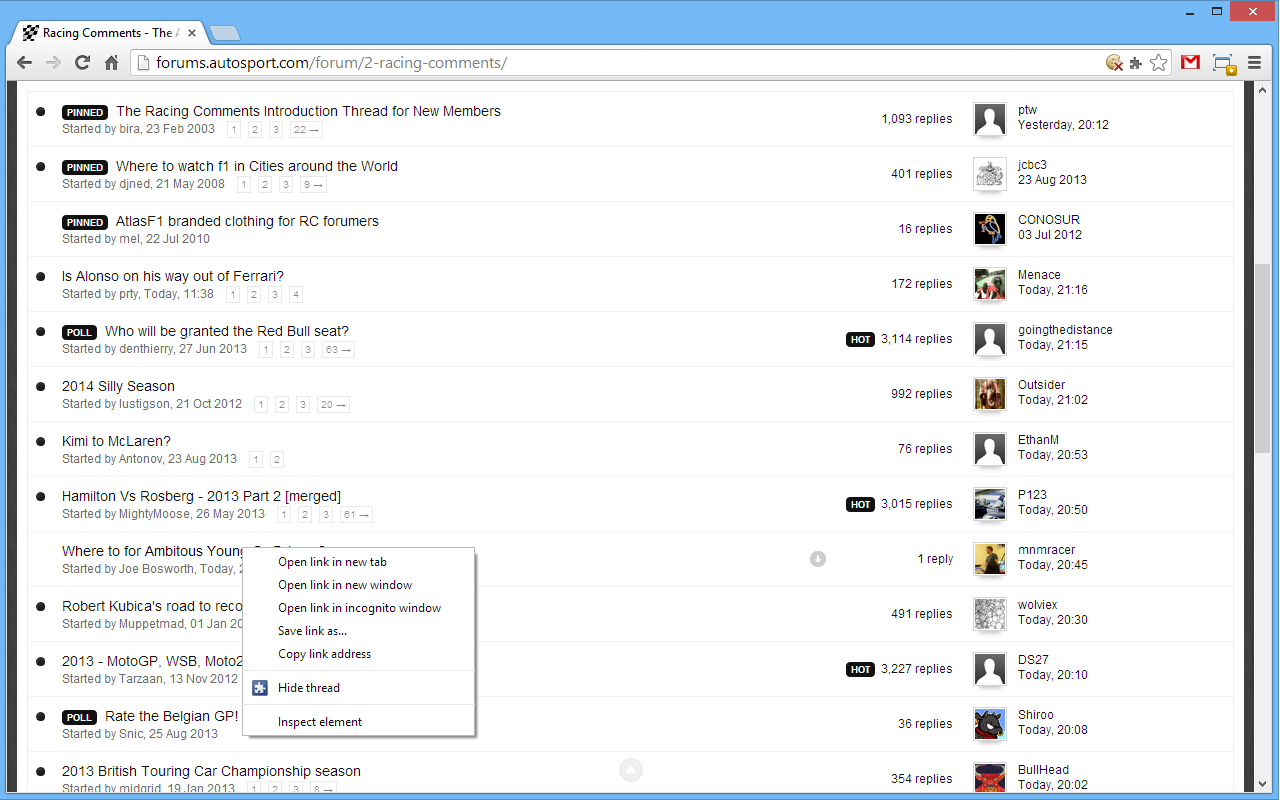 Racing Comments - The A
forums.autosport.com/forum/2-racing-comments/
PINNED The Racing Comments Introduction Thread for New Members
Started by bira, 23 Feb 2003 1 2 3 22 →
1,093 replies
ptw
Yesterday, 20:12
PINNED Where to watch f1 in Cities around the World
Started by djned, 21 May 2008 1 2 3 9 →
401 replies
jcbc3
23 Aug 2013
PINNED AtlasF1 branded clothing for RC forumers
Started by mel, 22 Jul 2010
16 replies
CONOSUR
03 Jul 2012
Is Alonso on his way out of Ferrari?
Started by prty, Today, 11:38 1 2 3 4
172 replies
Menace
Today, 21:16
POLL Who will be granted the Red Bull seat?
Started by denthierry, 27 Jun 2013 1 2 3 63 →
HOT 3,114 replies
goingthedistance
Today, 21:15
2014 Silly Season
Started by lustigson, 21 Oct 2012 1 2 3 20 →
992 replies
Outsider
Today, 21:02
Kimi to McLaren?
Started by Antonov, 23 Aug 2013 1 2
76 replies
EthanM
Today, 20:53
Hamilton Vs Rosberg - 2013 Part 2 [merged]
Started by MightyMoose, 26 May 2013 1 2 3 61 →
HOT 3,015 replies
P123
Today, 20:50
Where to for Ambitous Young
Started by Joe Bosworth, Today, 2
1 reply
mnmracer
Today, 20:45
Robert Kubica's road to reco
Started by Muppetmad, 01 Jan 20
491 replies
wolviex
Today, 20:30
2013 - MotoGP, WSB, Moto2
Started by Tarzaan, 13 Nov 2012
HOT 3,227 replies
DS27
Today, 20:10
POLL Rate the Belgian GP!
Started by Snic, 25 Aug 2013
36 replies
Shiroo
Today, 20:08
2013 British Touring Car Championship season
Started by midgrid, 19 Jan 2013 1 2 3 8 →
354 replies
BullHead
Today, 20:02
Open link in new tab
Open link in new window
Open link in incognito window
Save link as...
Copy link address
Hide thread
Inspect element